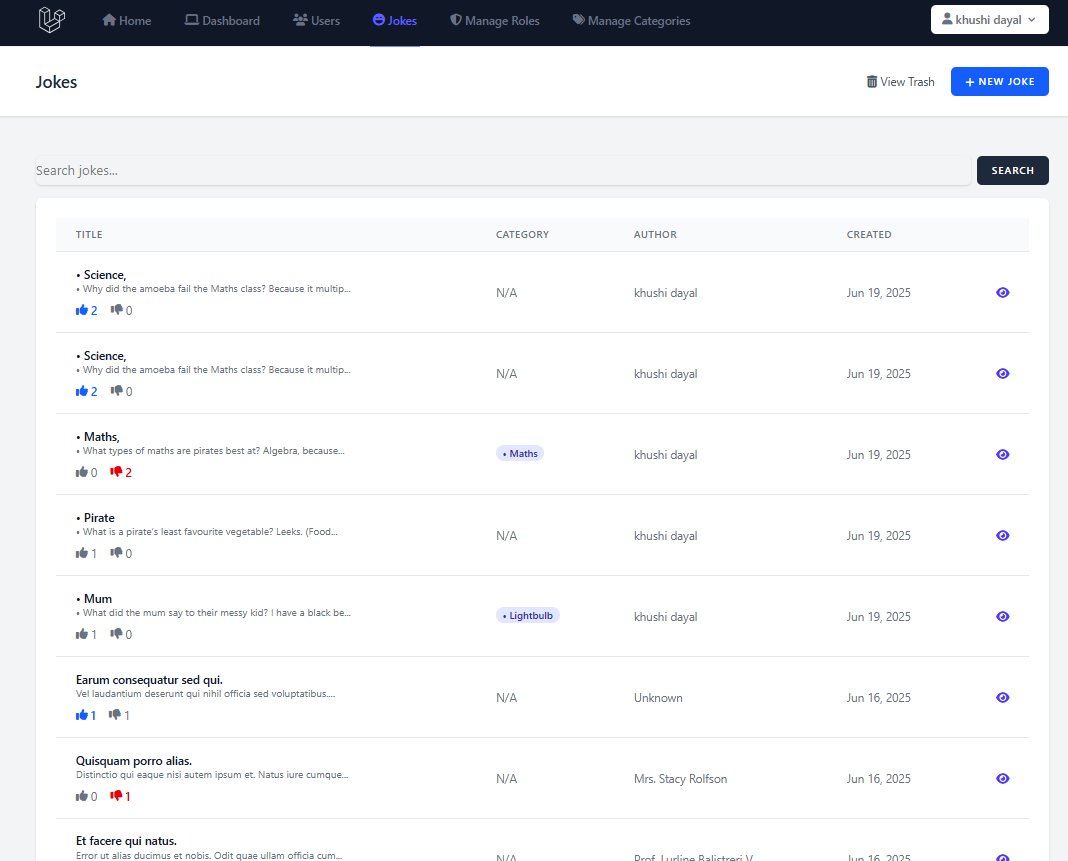 Home Dashboard Users Jokes Manage Roles Manage Categories khushi dayal
Jokes View Trash + NEW JOKE
Search jokes... SEARCH
TITLE CATEGORY AUTHOR CREATED
• Science,
• Why did the amoeba fail the Maths class? Because it multip...
N/A khushi dayal Jun 19, 2025
2 0
• Science,
• Why did the amoeba fail the Maths class? Because it multip...
N/A khushi dayal Jun 19, 2025
2 0
• Maths,
• What types of maths are pirates best at? Algebra, because...
• Maths khushi dayal Jun 19, 2025
0 2
• Pirate
• What is a pirate's least favourite vegetable? Leeks. (Food...
N/A khushi dayal Jun 19, 2025
1 0
• Mum
• What did the mum say to their messy kid? I have a black be...
• Lightbulb khushi dayal Jun 19, 2025
1 0
Earum consequatur sed qui.
Vel laudantium deserunt qui nihil officia sed voluptatibus....
N/A Unknown Jun 16, 2025
1 1
Quisquam porro alias.
Distinctio qui eaque nisi autem ipsum et. Natus iure cumque...
N/A Mrs. Stacy Rolfson Jun 16, 2025
0 1
Et facere qui natus.
Error ut alias ducimus et nobis. Odit quae ullam officia cum...
N/A Prof. Lurline Balistreri V Jun 16, 2025